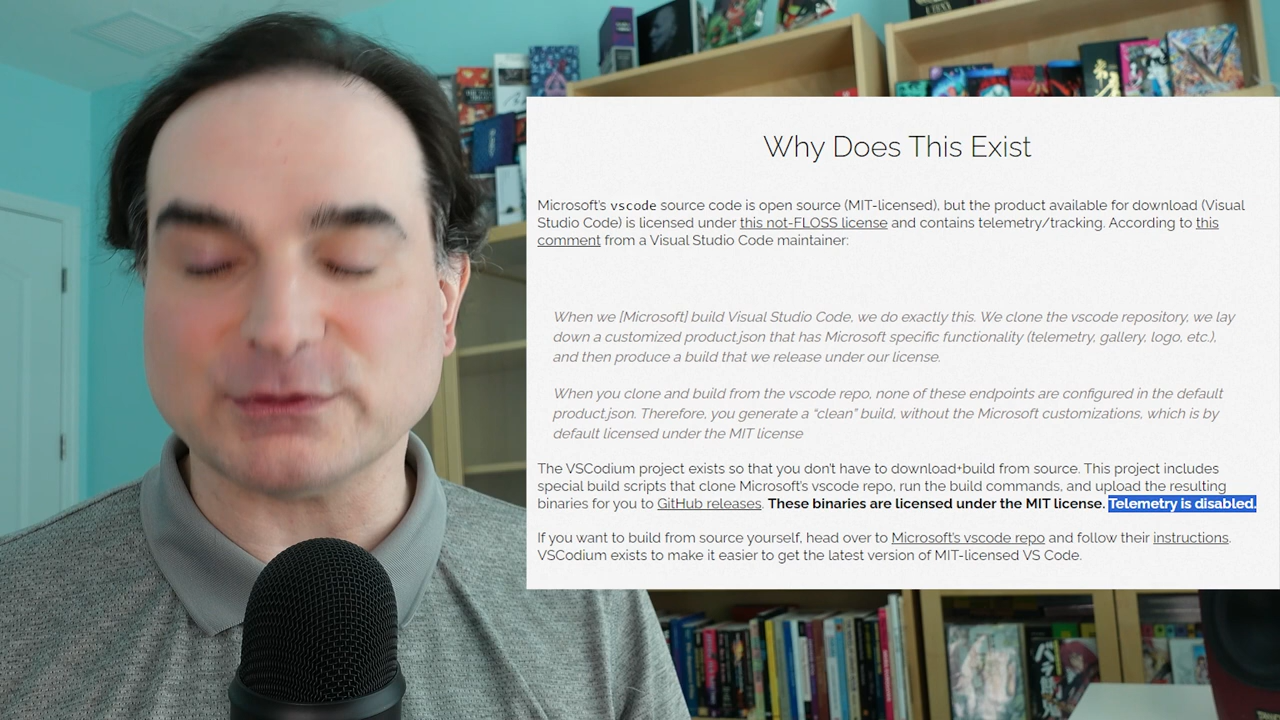 Why Does This Exist
Microsoft's vscode source code is open source (MIT-licensed), but the product available for download (Visual
Studio Code) is licensed under this not-FLOSS license and contains telemetry/tracking. According to this
comment from a Visual Studio Code maintainer:
When we [Microsoft] build Visual Studio Code, we do exactly this. We clone the vscode repository, we lay
down a customized product.json that has Microsoft specific functionality (telemetry, gallery, logo, etc.),
and then produce a build that we release under our license.
When you clone and build from the vscode repo, none of these endpoints are configured in the default
product.json. Therefore, you generate a “clean” build, without the Microsoft customizations, which is by
default licensed under the MIT license
The VSCodium project exists so that you don't have to download+build from source. This project includes
special build scripts that clone Microsoft's vscode repo, run the build commands, and upload the resulting
binaries for you to GitHub releases. These binaries are licensed under the MIT license. Telemetry is disabled.
If you want to build from source yourself, head over to Microsoft's vscode repo and follow their instructions.
VSCodium exists to make it easier to get the latest version of MIT-licensed VS Code.